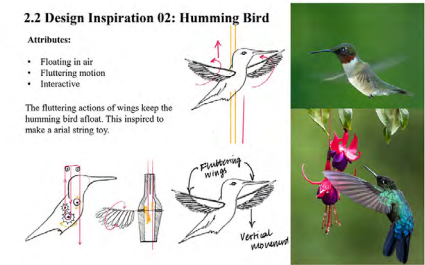 2.2 Design Inspiration 02: Humming Bird
Attributes:
• Floating in air
• Fluttering motion
• Interactive
The fluttering actions of wings keep the
humming bird afloat. This inspired to
make a arial string toy.
Fluttering
wings
Vertical
movement